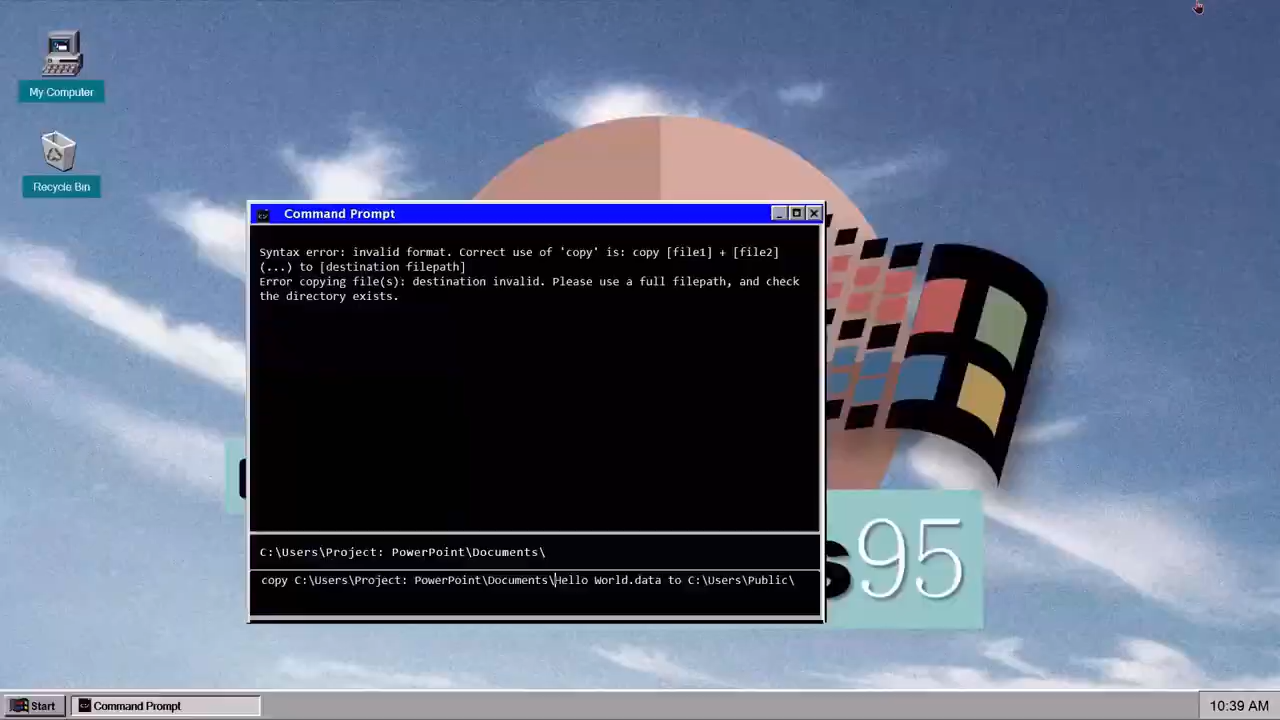 My Computer
Recycle Bin
Command Prompt
Syntax error: invalid format. Correct use of 'copy' is: copy [file1] + [file2]
(...) to [destination filepath]
Error copying file(s): destination invalid. Please use a full filepath, and check
the directory exists.
C:\Users\Project: PowerPoint\Documents\
copy C:\Users\Project: PowerPoint\Documents\Hello World.data to C:\Users\Public\
s95
Start
Command Prompt
10:39 AM